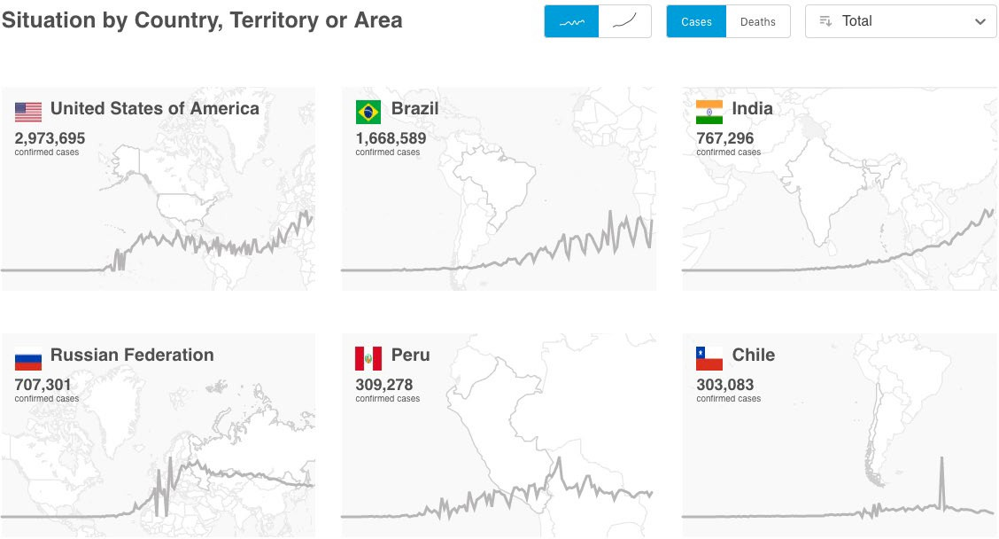 Situation by Country, Territory or Area
Cases
Deaths
Total
United States of America
2,973,695
confirmed cases
Brazil
1,668,589
confirmed cases
India
767,296
confirmed cases
Russian Federation
707,301
confirmed cases
Peru
309,278
confirmed cases
Chile
303,083
confirmed cases